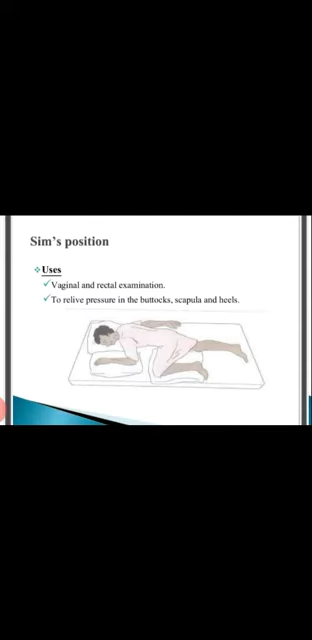 Sim's position
Uses
Vaginal and rectal examination.
To relive pressure in the buttocks, scapula and heels.